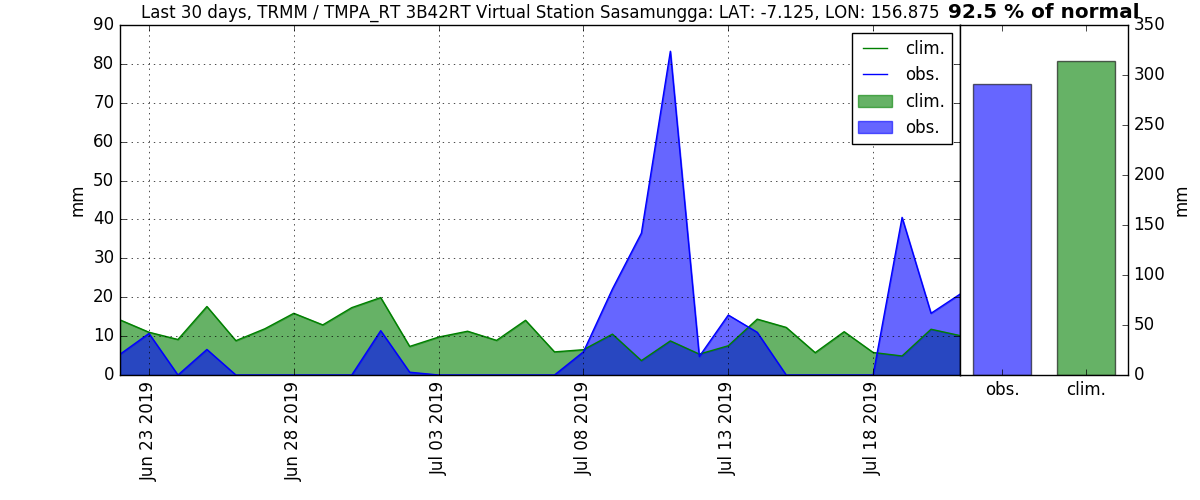 Last 30 days, TRMM / TMPA_RT 3B42RT Virtual Station Sasamungga: LAT: -7.125, LON: 156.875
92.5 % of normal
90
80
70
60
50
40
30
20
10
0
mm
clim.
obs.
clim.
obs.
Jun 23 2019
Jun 28 2019
Jul 03 2019
Jul 08 2019
Jul 13 2019
Jul 18 2019
350
300
250
200
150
100
50
0
mm
obs.
clim.